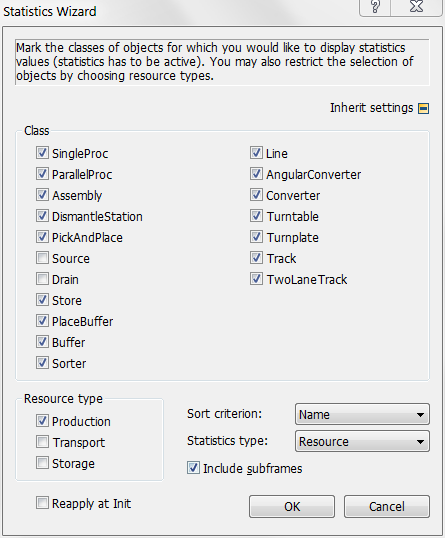 Statistics Wizard
?
Mark the classes of objects for which you would like to display statistics
values (statistics has to be active). You may also restrict the selection of
objects by choosing resource types.
Inherit settings
Class
SingleProc
ParallelProc
Assembly
DismantleStation
PickAndPlace
Source
Drain
Store
PlaceBuffer
Buffer
Sorter
Line
AngularConverter
Converter
Turntable
Turnplate
Track
TwoLaneTrack
Resource type
Production
Transport
Storage
Sort criterion:
Name
Statistics type:
Resource
Include subframes
Reapply at Init
OK
Cancel